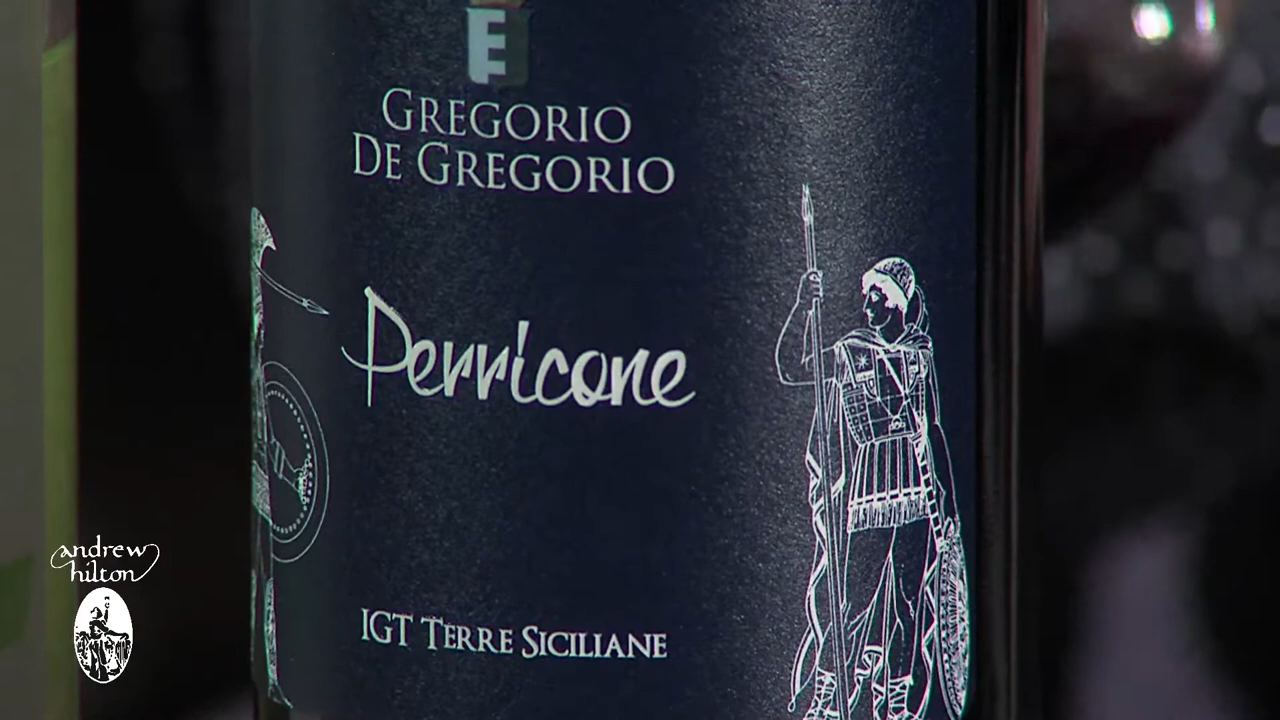 GREGORIO
DE GREGORIO
Perricone
IGT TERRE SICILIANE
andrew
hilton